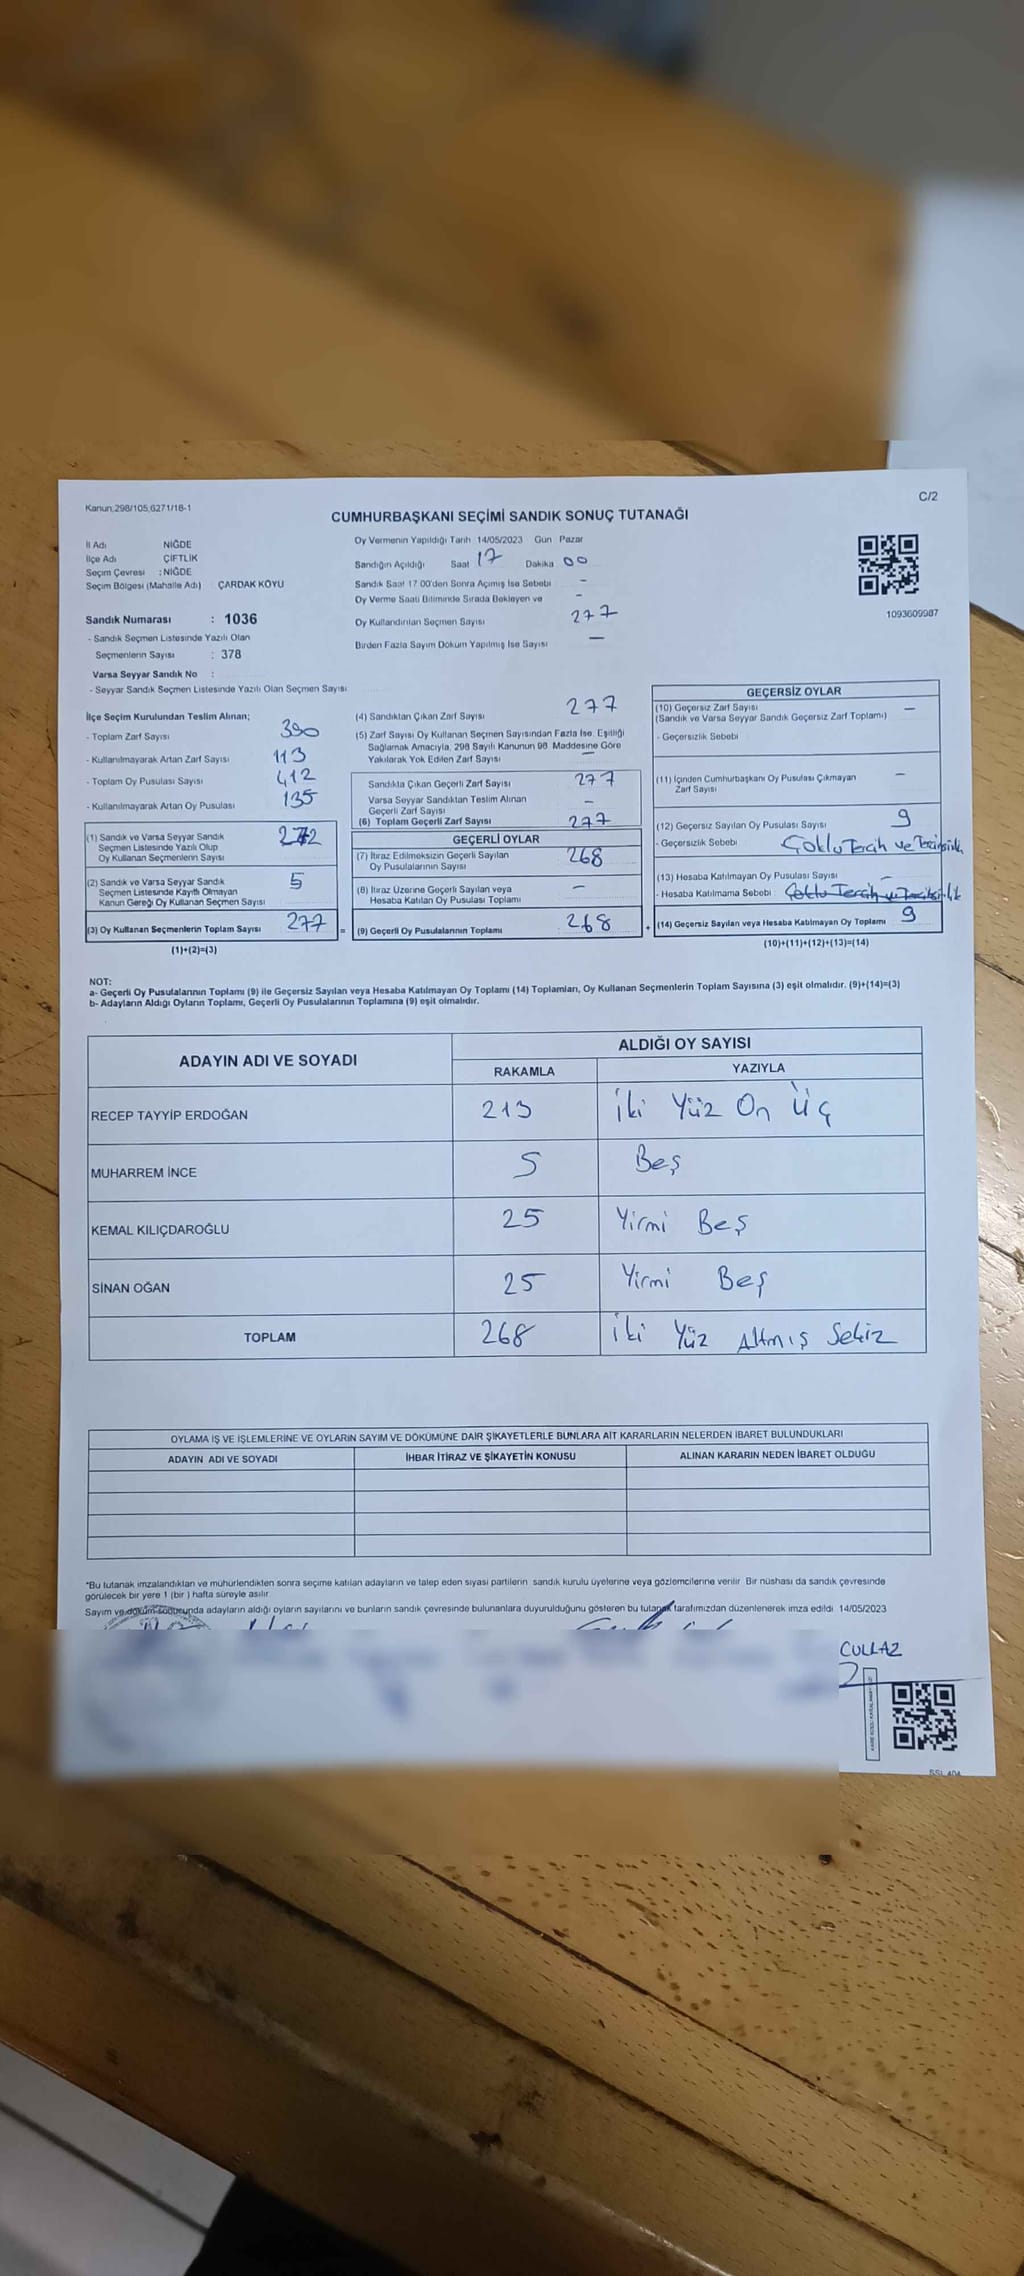 Kanun:298/105,6271/18-1
C/2
CUMHURBAŞKANI SEÇİMİ SANDIK SONUÇ TUTANAĞI
İl Adı NİĞDE
İlçe Adı ÇİFTLİK
Seçim Çevresi : NİĞDE
Seçim Bölgesi (Mahalle Adı) ÇARDAK KÖYÜ
Sandık Numarası : 1036
- Sandık Seçmen Listesinde Yazılı Olan
Seçmenlerin Sayısı : 378
Varsa Seyyar Sandık No :
- Seyyar Sandık Seçmen Listesinde Yazılı Olan Seçmen Sayısı
Oy Vermenin Yapıldığı Tarih 14/05/2023 Gün Pazar
Sandığın Açıldığı Saat 17 Dakika 00
Sandık Saat 17 00'den Sonra Açımış İse Sebebi -
Oy Verme Saati Bitiminde Sırada Bekleyen ve -
Oy Kullandırılan Seçmen Sayısı 277
Birden Fazla Sayım Döküm Yapılmış İse Sayısı —
1093609987
İlçe Seçim Kurulundan Teslim Alınan;
- Toplam Zarf Sayısı 390
- Kullanılmayarak Artan Zarf Sayısı 113
- Toplam Oy Pusulası Sayısı 412
- Kullanılmayarak Artan Oy Pusulası 135
(1) Sandık ve Varsa Seyyar Sandık
Seçmen Listesinde Yazılı Olup
Oy Kullanan Seçmenlerin Sayısı 272
(2) Sandık ve Varsa Seyyar Sandık
Seçmen Listesinde Kayıtlı Olmayan
Kanun Gereği Oy Kullanan Seçmen Sayısı 5
(3) Oy Kullanan Seçmenlerin Toplam Sayısı 277
(1)+(2)=(3)
(4) Sandıktan Çıkan Zarf Sayısı 277
(5) Zarf Sayısı Oy Kullanan Seçmen Sayısından Fazla İse, Eşitliği
Sağlamak Amacıyla, 298 Sayılı Kanunun 98 Maddesine Göre
Yakılarak Yok Edilen Zarf Sayısı —
Sandıkta Çıkan Geçerli Zarf Sayısı 277
Varsa Seyyar Sandıktan Teslim Alınan
Geçerli Zarf Sayısı -
(6) Toplam Geçerli Zarf Sayısı 277
GEÇERLİ OYLAR
(7) İtiraz Edilmeksizin Geçerli Sayılan
Oy Pusulalarının Sayısı 268
(8) İtiraz Üzerine Geçerli Sayılan veya
Hesaba Katılan Oy Pusulası Toplamı -
= (9) Geçerli Oy Pusulalarının Toplamı 268
GEÇERSİZ OYLAR
(10) Geçersiz Zarf Sayısı -
(Sandık ve Varsa Seyyar Sandık Geçersiz Zarf Toplamı)
- Geçersizlik Sebebi
(11) İçinden Cumhurbaşkanı Oy Pusulası Çıkmayan
Zarf Sayısı -
(12) Geçersiz Sayılan Oy Pusulası Sayısı 9
- Geçersizlik Sebebi Çoklu Tercih ve
(13) Hesaba Katılmayan Oy Pusulası Sayısı -
- Hesaba Katılmama Sebebi Çoklu Tercih ve
+ (14) Geçersiz Sayılan veya Hesaba Katılmayan Oy Toplamı 9
(10)+(11)+(12)+(13)=(14)
NOT:
a- Geçerli Oy Pusulalarının Toplamı (9) ile Geçersiz Sayılan veya Hesaba Katılmayan Oy Toplamı (14) Toplamları, Oy Kullanan Seçmenlerin Toplam Sayısına (3) eşit olmalıdır. (9)+(14)=(3)
b- Adayların Aldığı Oyların Toplamı, Geçerli Oy Pusulalarının Toplamına (9) eşit olmalıdır.
ADAYIN ADI VE SOYADI ALDIĞI OY SAYISI
RAKAMLA YAZIYLA
RECEP TAYYİP ERDOĞAN 213 İki Yüz On Üç
MUHARREM İNCE 5 Beş
KEMAL KILIÇDAROĞLU 25 Yirmi Beş
SİNAN OĞAN 25 Yirmi Beş
TOPLAM 268 İki Yüz Altmış Sekiz
OYLAMA İŞ VE İŞLEMLERİNE VE OYLARIN SAYIM VE DÖKÜMÜNE DAİR ŞİKAYETLERLE BUNLARA AİT KARARLARIN NELERDEN İBARET BULUNDUKLARI
ADAYIN ADI VE SOYADI İHBAR İTİRAZ VE ŞİKAYETİN KONUSU ALINAN KARARIN NEDEN İBARET OLDUĞU
*Bu tutanak imzalandıktan ve mühürlendikten sonra seçime katılan adayların ve talep eden siyasi partilerin sandık kurulu üyelerine veya gözlemcilerine verilir. Bir nüshası da sandık çevresinde
görülecek bir yere 1 (bir) hafta süreyle asılır.
Sayım ve döküm sonucunda adayların aldığı oyların sayılarını ve bunların sandık çevresinde bulunanlara duyurulduğunu gösteren bu tutanak tarafımızdan düzenlenerek imza edildi 14/05/2023
CULLAZ